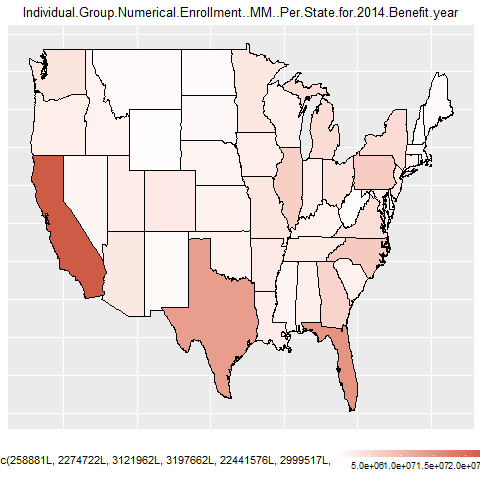 Individual.Group.Numerical.Enrollment..MM..Per.State.for.2014.Benefit.year
c(258881L, 2274722L, 3121962L, 3197662L, 22441576L, 2999517L,
5.0e+061.0e+071.5e+072.0e+07